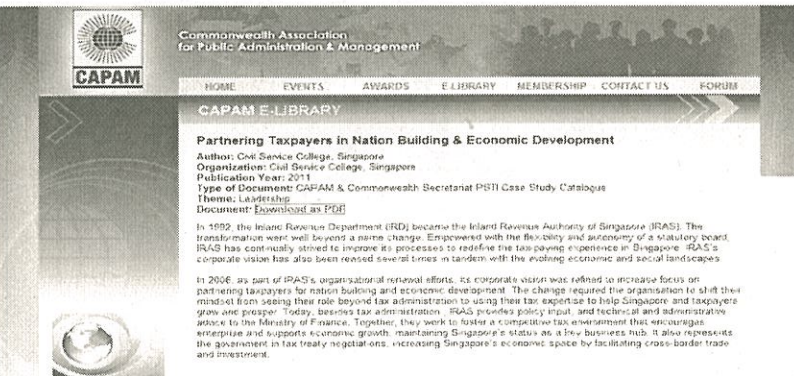 Commonwealth Association
for Public Administration & Management
CAPAM
HOME EVENTS AWARDS E-LIBRARY MEMBERSHIP CONTACT US FORUM
CAPAM E-LIBRARY
Partnering Taxpayers in Nation Building & Economic Development
Author: Civil Service College, Singapore
Organization: Civil Service College, Singapore
Publication Year: 2011
Type of Document: CAPAM & Commonwealth Secretariat PSTI Case Study Catalogue
Theme: Leadership
Document: Download as PDF
In 1992, the Inland Revenue Department (IRD) became the Inland Revenue Authority of Singapore (IRAS). The
transformation went well beyond a name change. Empowered with the flexibility and autonomy of a statutory board,
IRAS has continually strived to improve its processes to redefine the tax-paying experience in Singapore. IRAS's
corporate vision has also been revised several times in tandem with the evolving economic and social landscapes.
In 2006, as part of IRAS's organisational renewal efforts, its corporate vision was refined to increase focus on
partnering taxpayers for nation building and economic development. The change required the organisation to shift their
mindset from seeing their role beyond tax administration to using their tax expertise to help Singapore and taxpayers
grow and prosper. Today, besides tax administration, IRAS provides policy input, and technical and administrative
advice to the Ministry of Finance. Together, they work to foster a competitive tax environment that encourages
enterprise and supports economic growth, maintaining Singapore's status as a key business hub. It also represents
the government in tax treaty negotiations, increasing Singapore's economic space by facilitating cross-border trade
and investment.